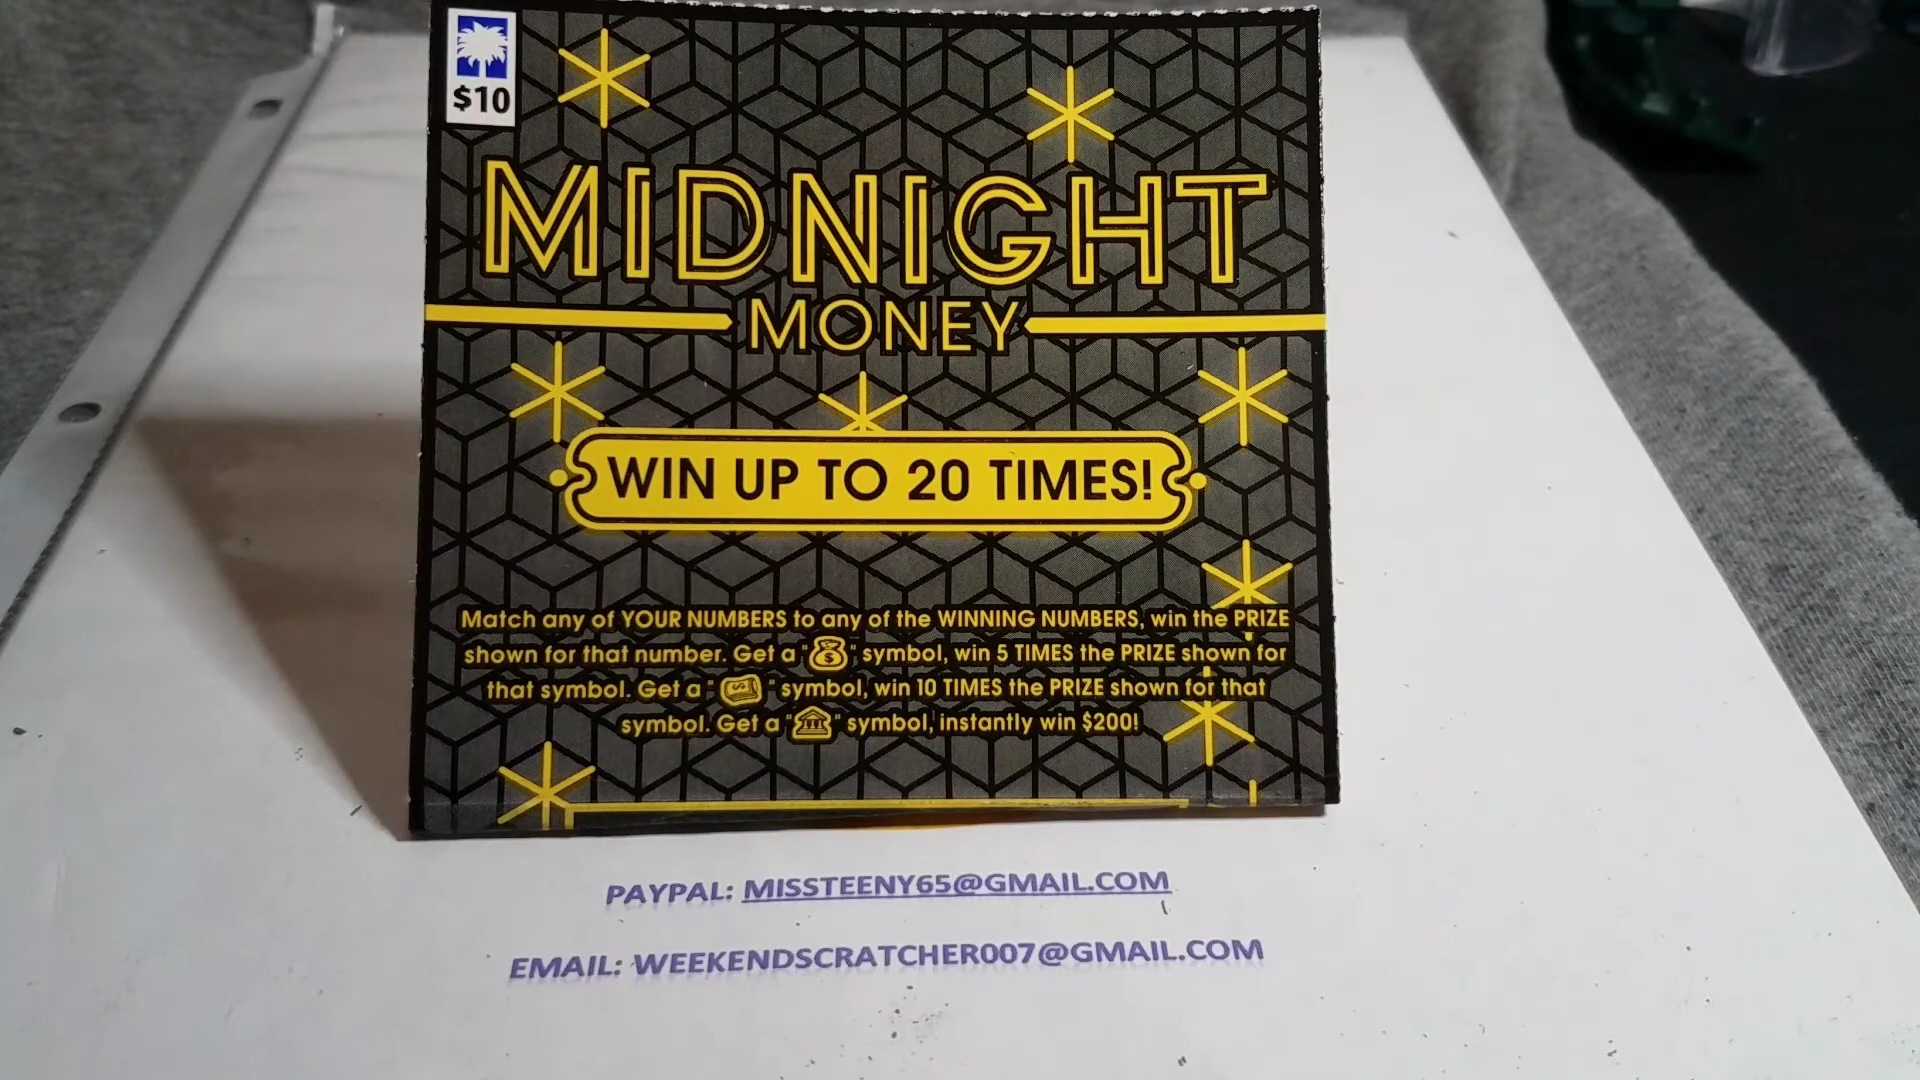 $10
MIDNIGHT
MONEY
WIN UP TO 20 TIMES!
Match any of YOUR NUMBERS to any of the WINNING NUMBERS, win the PRIZE
shown for that number. Get a " " symbol, win 5 TIMES the PRIZE shown for
that symbol. Get a " " symbol, win 10 TIMES the PRIZE shown for that
symbol. Get a " " symbol, instantly win $200!
PAYPAL: MISSTEENY65@GMAIL.COM
EMAIL: WEEKENDSCRATCHER007@GMAIL.COM